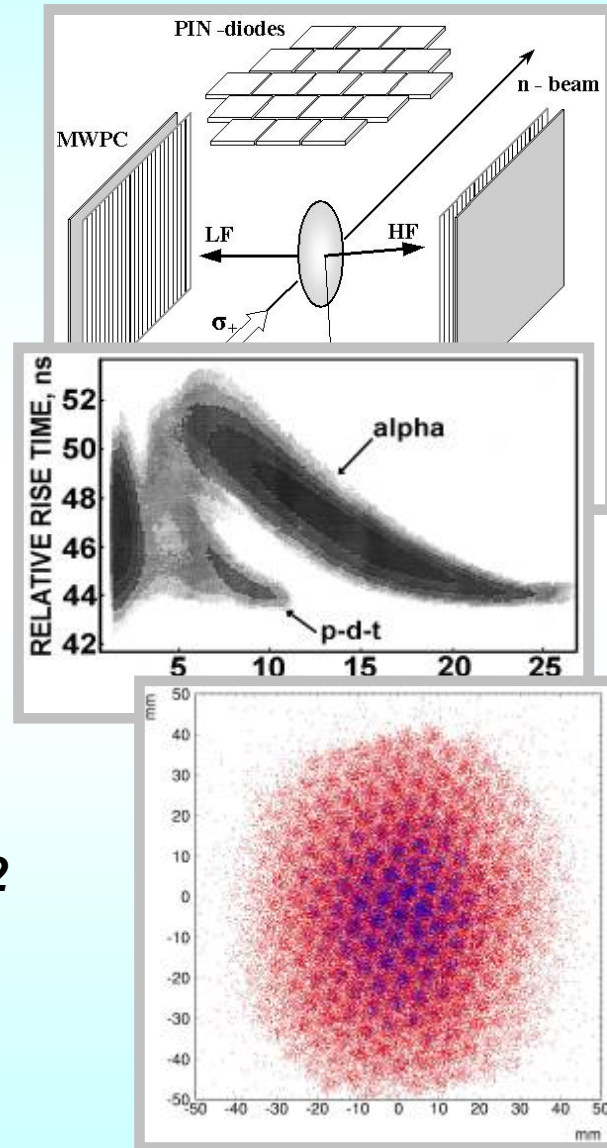 PIN -diodes
n - beam
MWPC
LF
HF
σ₊
RELATIVE RISE TIME, ns
52
50
48
46
44
42
alpha
p-d-t
5 10 15 20 25
mm
50
40
30
20
10
0
-10
-20
-30
-40
-50
-50 -40 -30 -20 -10 0 10 20 30 40 50
mm
2